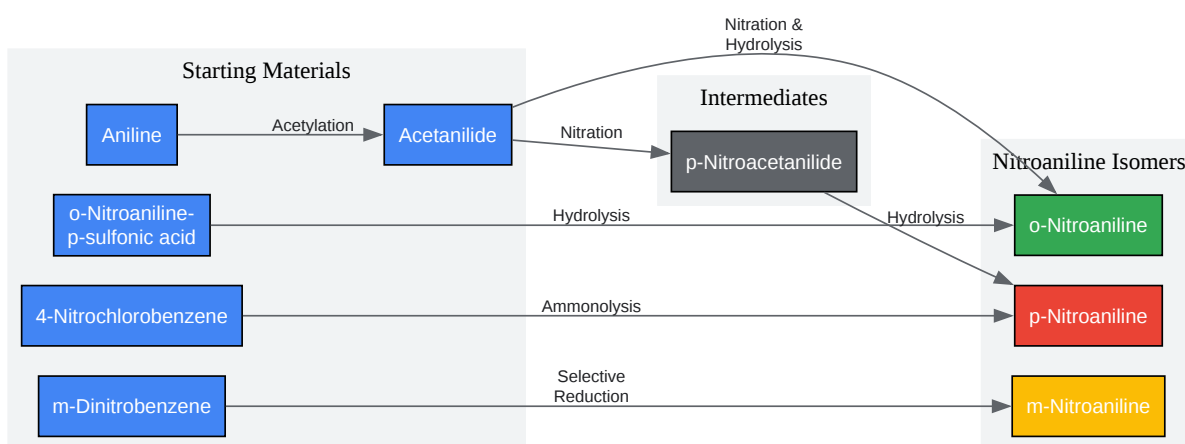 Nitration &
Hydrolysis
Starting Materials
Intermediates
Aniline
Acetylation
Acetanilide
Nitration
p-Nitroacetanilide
Nitroaniline Isomers
o-Nitroaniline-
p-sulfonic acid
Hydrolysis
Hydrolysis
o-Nitroaniline
4-Nitrochlorobenzene
Ammonolysis
p-Nitroaniline
m-Dinitrobenzene
Selective
Reduction
m-Nitroaniline